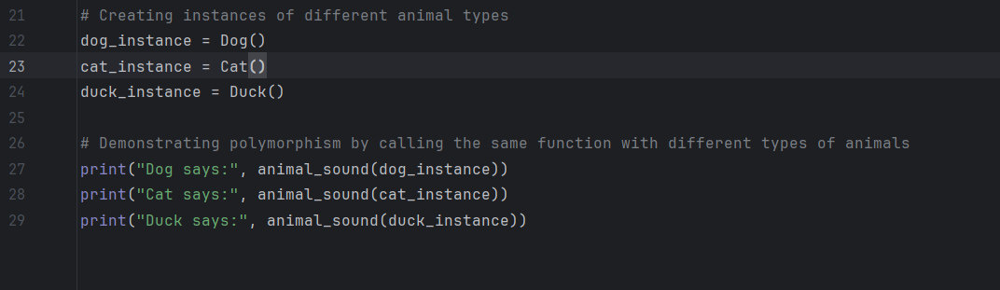 21 # Creating instances of different animal types
22 dog_instance = Dog()
23 cat_instance = Cat()
24 duck_instance = Duck()
25
26 # Demonstrating polymorphism by calling the same function with different types of animals
27 print("Dog says:", animal_sound(dog_instance))
28 print("Cat says:", animal_sound(cat_instance))
29 print("Duck says:", animal_sound(duck_instance))